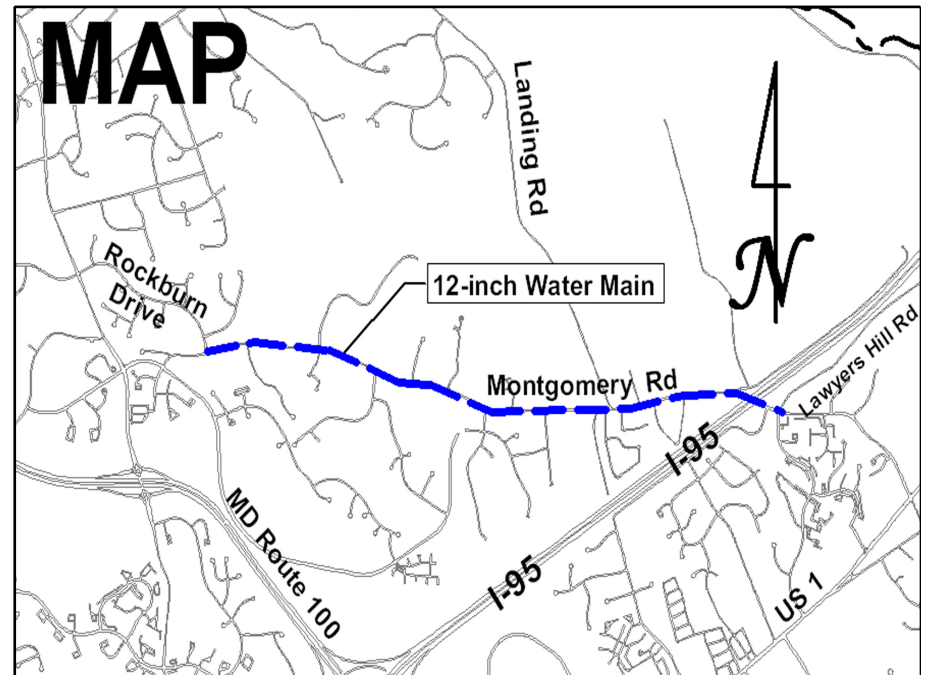 MAP
Landing Rd
N
Rockburn
Drive
12-inch Water Main
Lawyers Hill Rd
Montgomery Rd
I-95
MD Route 100
I-95
US 1